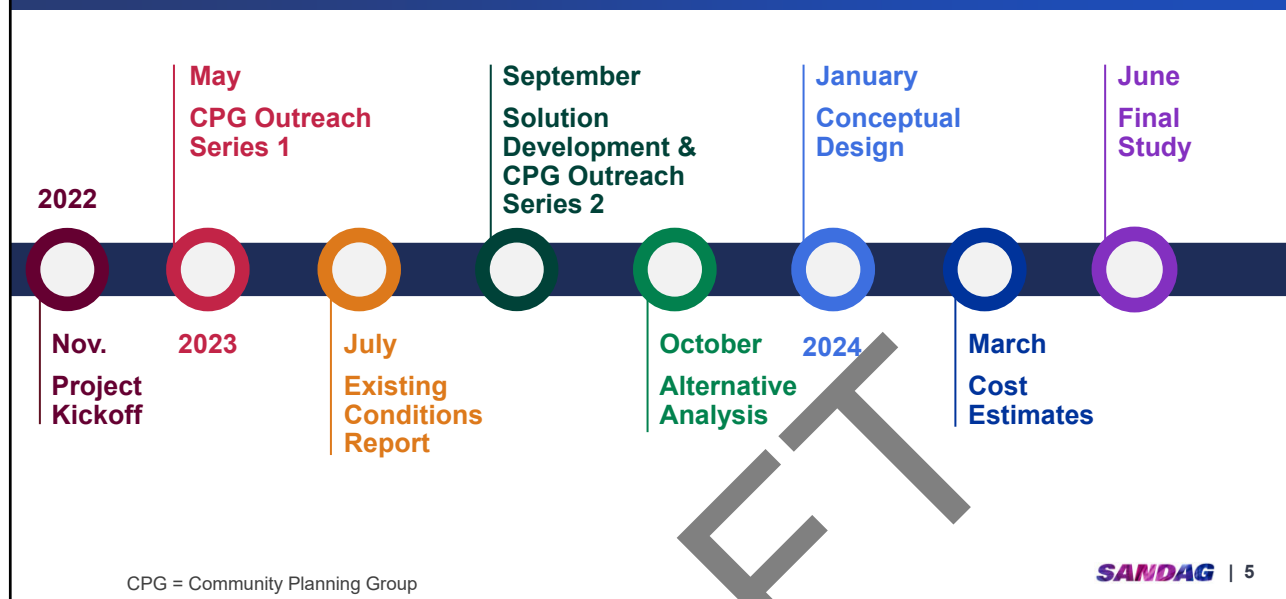 2022
Nov.
Project
Kickoff
May
CPG Outreach
Series 1
2023
July
Existing
Conditions
Report
September
Solution
Development &
CPG Outreach
Series 2
October
Alternative
Analysis
January
Conceptual
Design
2024
March
Cost
Estimates
June
Final
Study
CPG = Community Planning Group
SANDAG | 5